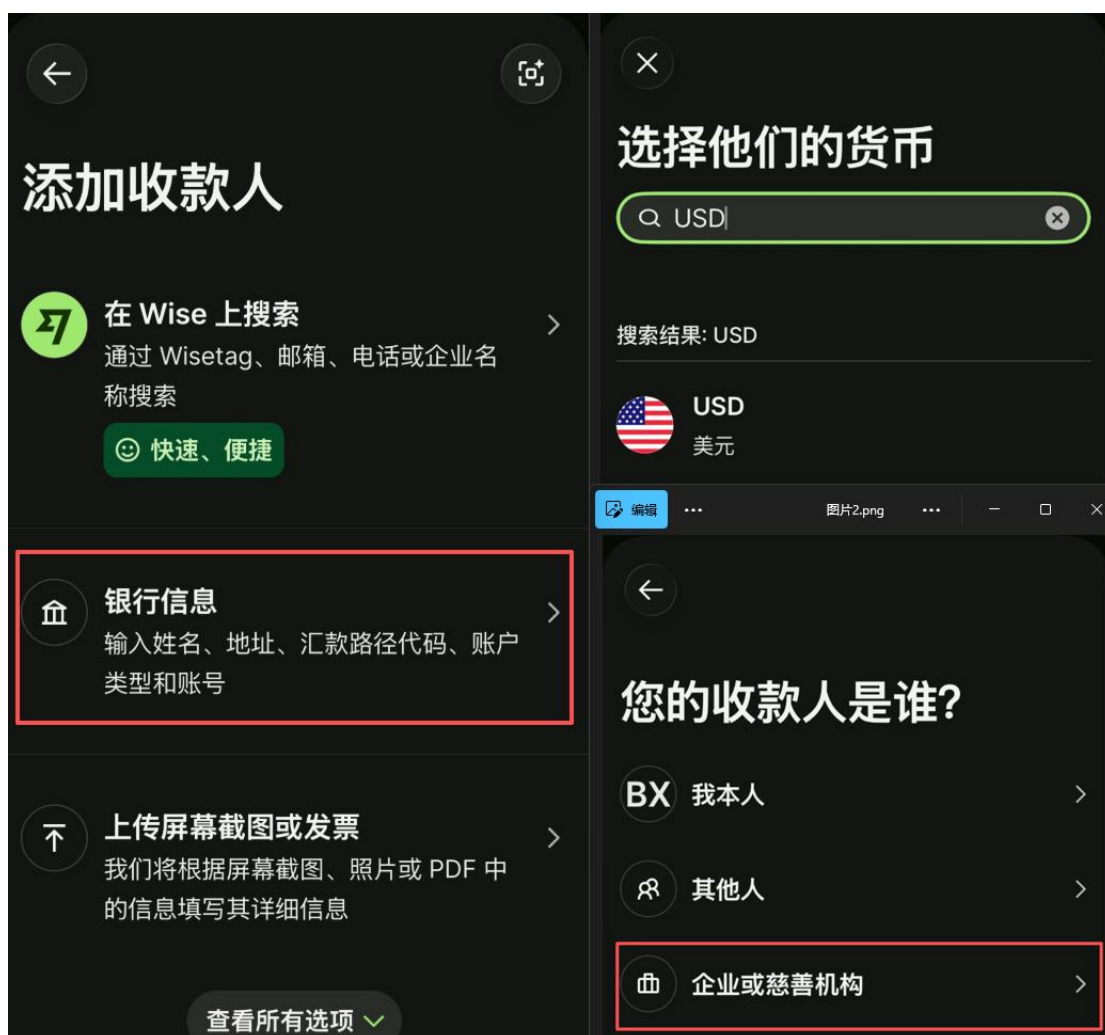 添加收款人
在 Wise 上搜索
通过 Wisetag、邮箱、电话或企业名
称搜索
快速、便捷
银行信息
输入姓名、地址、汇款路径代码、账户
类型和账号
上传屏幕截图或发票
我们将根据屏幕截图、照片或 PDF 中
的信息填写其详细信息
查看所有选项
选择他们的货币
USD
搜索结果: USD
USD
美元
编辑 ... 图片2.png ...
您的收款人是谁?
BX 我本人
其他人
企业或慈善机构